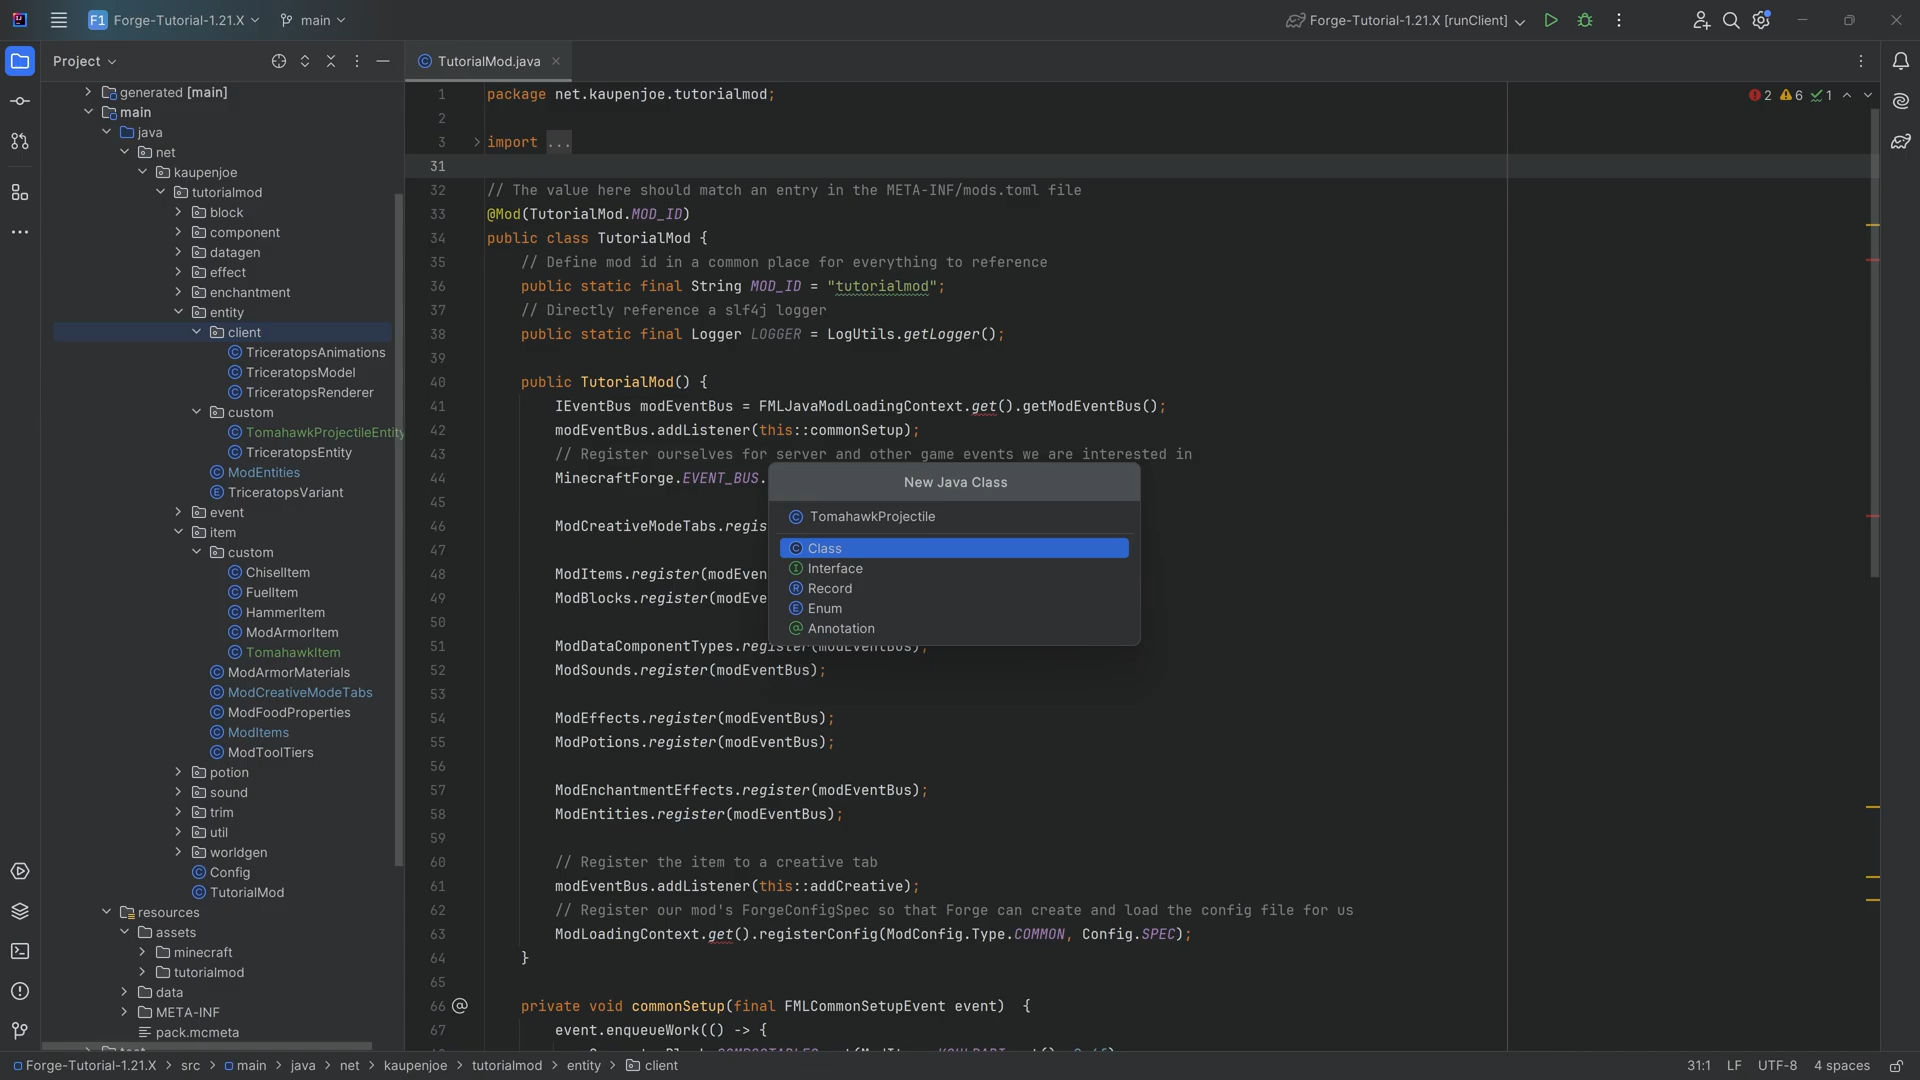 F1 Forge-Tutorial-1.21.X main Forge-Tutorial-1.21.X [runClient]
Project
TutorialMod.java
generated [main]
main
java
net
kaupenjoe
tutorialmod
block
component
datagen
effect
enchantment
entity
client
TriceratopsAnimations
TriceratopsModel
TriceratopsRenderer
custom
TomahawkProjectileEntity
TriceratopsEntity
ModEntities
TriceratopsVariant
event
item
custom
ChiselItem
FuelItem
HammerItem
ModArmorItem
TomahawkItem
ModArmorMaterials
ModCreativeModeTabs
ModFoodProperties
ModItems
ModToolTiers
potion
sound
trim
util
worldgen
Config
TutorialMod
resources
assets
minecraft
tutorialmod
data
META-INF
pack.mcmeta
2 6 1
1 package net.kaupenjoe.tutorialmod;
2
3 import ...
31
32 // The value here should match an entry in the META-INF/mods.toml file
33 @Mod(TutorialMod.MOD_ID)
34 public class TutorialMod {
35 // Define mod id in a common place for everything to reference
36 public static final String MOD_ID = "tutorialmod";
37 // Directly reference a slf4j logger
38 public static final Logger LOGGER = LogUtils.getLogger();
39
40 public TutorialMod() {
41 IEventBus modEventBus = FMLJavaModLoadingContext.get().getModEventBus();
42 modEventBus.addListener(this::commonSetup);
43 // Register ourselves for server and other game events we are interested in
44 MinecraftForge.EVENT_BUS.
45
46 ModCreativeModeTabs.regis
47
48 ModItems.register(modEven
49 ModBlocks.register(modEve
50
51 ModDataComponentTypes.register(modEventBus);
52 ModSounds.register(modEventBus);
53
54 ModEffects.register(modEventBus);
55 ModPotions.register(modEventBus);
56
57 ModEnchantmentEffects.register(modEventBus);
58 ModEntities.register(modEventBus);
59
60 // Register the item to a creative tab
61 modEventBus.addListener(this::addCreative);
62 // Register our mod's ForgeConfigSpec so that Forge can create and load the config file for us
63 ModLoadingContext.get().registerConfig(ModConfig.Type.COMMON, Config.SPEC);
64 }
65
66 private void commonSetup(final FMLCommonSetupEvent event) {
67 event.enqueueWork(() -> {
New Java Class
TomahawkProjectile
Class
Interface
Record
Enum
Annotation
Forge-Tutorial-1.21.X > src > main > java > net > kaupenjoe > tutorialmod > entity > client 31:1 LF UTF-8 4 spaces